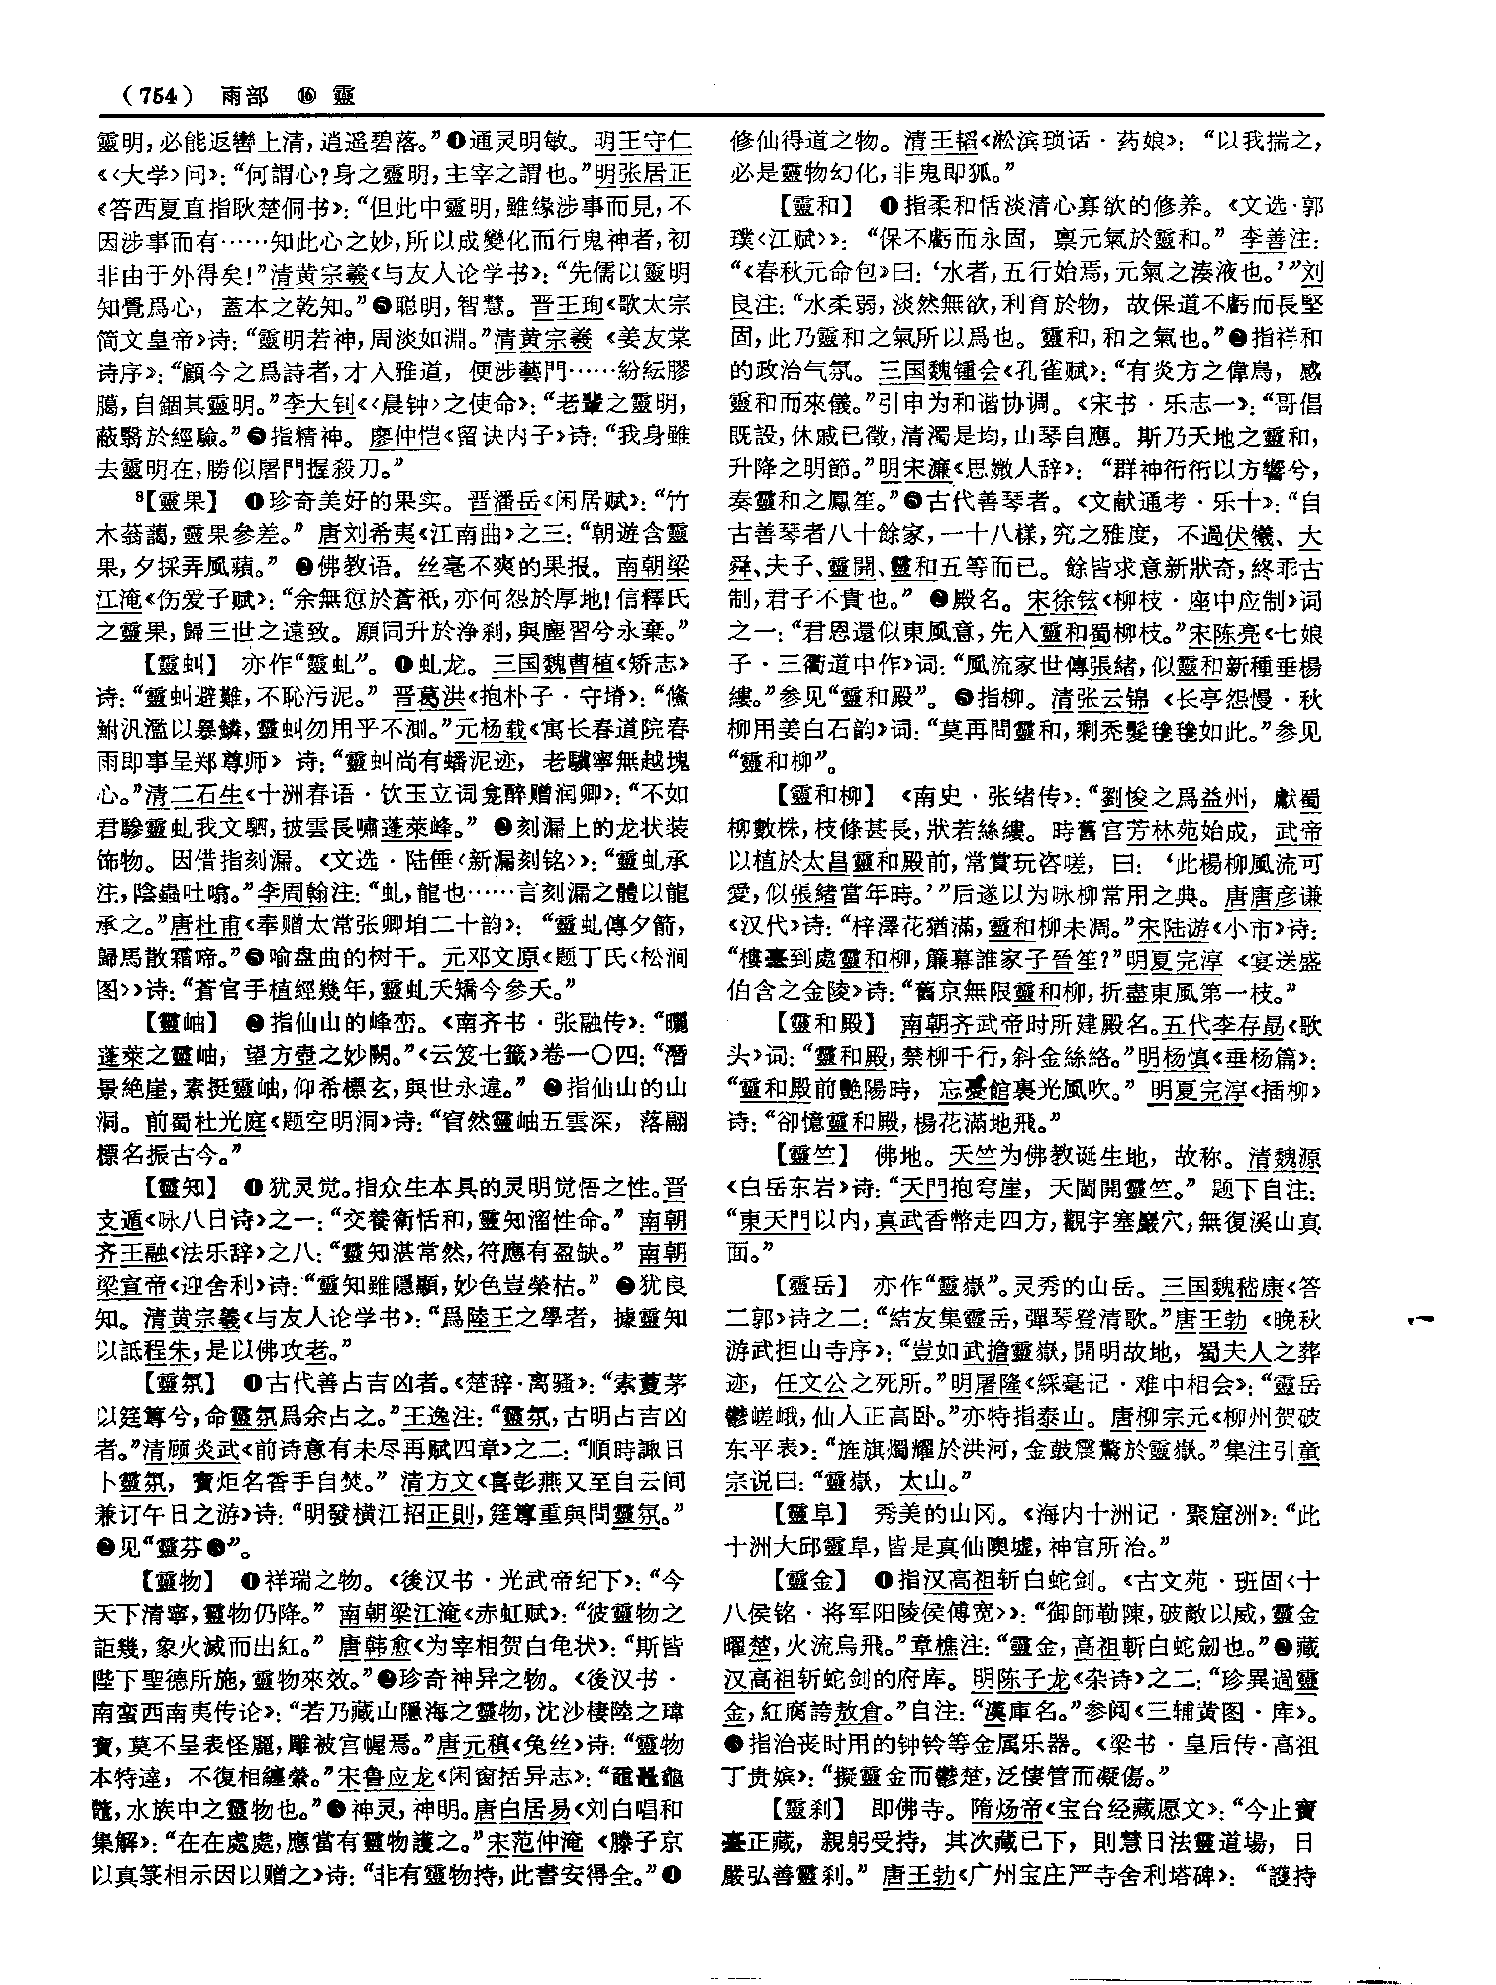 （754） 雨部 ⑯ 靈
靈明，必能返轡上清，逍遥碧落。”❹通灵明敏。明王守仁
《〈大学〉问》：“何謂心？身之靈明，主宰之謂也。”明张居正
《答西夏直指耿楚侗书》：“但此中靈明，雖缘涉事而見，不
因涉事而有……知此心之妙，所以成變化而行鬼神者，初
非由于外得矣！”清黄宗羲《与友人论学书》：“先儒以靈明
知覺爲心，蓋本之乾知。”❺聪明，智慧。晋王珣《歌太宗
简文皇帝》诗：“靈明若神，周淡如淵。”清黄宗羲《姜友棠
诗序》：“顧今之爲詩者，才入雅道，便涉藝門……紛紜膠
𦞦，自錮其靈明。”李大钊《〈晨钟〉之使命》：“老輩之靈明，
蔽翳於經驗。”❻指精神。廖仲恺《留诀内子》诗：“我身雖
去靈明在，勝似屠門握殺刀。”
⁸【靈果】 ❶珍奇美好的果实。晋潘岳《闲居赋》：“竹
木蓊藹，靈果參差。”唐刘希夷《江南曲》之三：“朝遊含靈
果，夕採弄風蘋。”❷佛教语。丝毫不爽的果报。南朝梁
江淹《伤爱子赋》：“余無愆於蒼祇，亦何怨於厚地！信釋氏
之靈果，歸三世之遠致。願同升於浄刹，與塵習兮永棄。”
【靈虯】 亦作“靈虬”。❶虬龙。三国魏曹植《矫志》
诗：“靈虯避難，不恥污泥。”晋葛洪《抱朴子·守塉》：“鯈
鮒汎濫以暴鱗，靈虯勿用乎不測。”元杨载《寓长春道院春
雨即事呈郑尊师》诗：“靈虯尚有蟠泥迹，老驥寧無越塊
心。”清二石生《十洲春语·饮玉立词龛醉赠润卿》：“不如
君驂靈虬我文駟，披雲長嘯蓬萊峰。”❷刻漏上的龙状装
饰物。因借指刻漏。《文选·陆倕〈新漏刻铭〉》：“靈虬承
注，陰蟲吐噏。”李周翰注：“虬，龍也……言刻漏之體以龍
承之。”唐杜甫《奉赠太常张卿垍二十韵》：“靈虬傳夕箭，
歸馬散霜啼。”❸喻盘曲的树干。元邓文原《题丁氏〈松涧
图〉》诗：“蒼官手植經幾年，靈虬夭矯今參天。”
【靈岫】 ❶指仙山的峰峦。《南齐书·张融传》：“曬
蓬萊之靈岫，望方壺之妙闕。”《云笈七籤》卷一〇四：“潛
景絶崖，素挺靈岫，仰希標玄，與世永違。”❷指仙山的山
洞。前蜀杜光庭《题空明洞》诗：“窅然靈岫五雲深，落翮
標名振古今。”
【靈知】 ❶犹灵觉。指众生本具的灵明觉悟之性。晋
支遁《咏八日诗》之一：“交養衛恬和，靈知溜性命。”南朝
齐王融《法乐辞》之八：“靈知湛常然，符應有盈缺。”南朝
梁宣帝《迎舍利》诗：“靈知雖隱顯，妙色豈榮枯。”❷犹良
知。清黄宗羲《与友人论学书》：“爲陸王之學者，據靈知
以詆程朱，是以佛攻老。”
【靈氛】 ❶古代善占吉凶者。《楚辞·离骚》：“索藑茅
以筳篿兮，命靈氛爲余占之。”王逸注：“靈氛，古明占吉凶
者。”清顾炎武《前诗意有未尽再赋四章》之二：“順時諏日
卜靈氛，寶炬名香手自焚。”清方文《喜彭燕又至自云间
兼订午日之游》诗：“明發横江招正則，筳篿重與問靈氛。”
❷见“靈芬❸”。
【靈物】 ❶祥瑞之物。《後汉书·光武帝纪下》：“今
天下清寧，靈物仍降。”南朝梁江淹《赤虹赋》：“彼靈物之
詎幾，象火滅而出紅。”唐韩愈《为宰相贺白龟状》：“斯皆
陛下聖德所施，靈物來效。”❷珍奇神异之物。《後汉书·
南蛮西南夷传论》：“若乃藏山隱海之靈物，沈沙棲陸之瑋
寶，莫不呈表怪麗，雕被宫幄焉。”唐元稹《兔丝》诗：“靈物
本特達，不復相纏縈。”宋鲁应龙《闲窗括异志》：“黿鼉龜
鼈，水族中之靈物也。”❸神灵，神明。唐白居易《刘白唱和
集解》：“在在處處，應當有靈物護之。”宋范仲淹《滕子京
以真箓相示因以赠之》诗：“非有靈物持，此書安得全。”❹
修仙得道之物。清王韬《淞滨琐话·药娘》：“以我揣之，
必是靈物幻化，非鬼即狐。”
【靈和】 ❶指柔和恬淡清心寡欲的修养。《文选·郭
璞〈江赋〉》：“保不虧而永固，禀元氣於靈和。”李善注：
“《春秋元命包》曰：‘水者，五行始焉，元氣之湊液也。’”刘
良注：“水柔弱，淡然無欲，利育於物，故保道不虧而長堅
固，此乃靈和之氣所以爲也。靈和，和之氣也。”❷指祥和
的政治气氛。三国魏锺会《孔雀赋》：“有炎方之偉鳥，感
靈和而來儀。”引申为和谐协调。《宋书·乐志一》：“哥倡
既設，休戚已徵，清濁是均，山琴自應。斯乃天地之靈和，
升降之明節。”明宋濂《思媺人辞》：“群神衎衎以方響兮，
奏靈和之鳳笙。”❸古代善琴者。《文献通考·乐十》：“自
古善琴者八十餘家，一十八樣，究之雅度，不過伏犧、大
舜、夫子、靈開、靈和五等而已。餘皆求意新狀奇，終乖古
制，君子不貴也。”❹殿名。宋徐铉《柳枝·座中应制》词
之一：“君恩還似東風意，先入靈和蜀柳枝。”宋陈亮《七娘
子·三衢道中作》词：“風流家世傳張緒，似靈和新種垂楊
縷。”参见“靈和殿”。❺指柳。清张云锦《长亭怨慢·秋
柳用姜白石韵》词：“莫再問靈和，剩秃髮毵毵如此。”参见
“靈和柳”。
【靈和柳】 《南史·张绪传》：“劉悛之爲益州，獻蜀
柳數株，枝條甚長，狀若絲縷。時舊宫芳林苑始成，武帝
以植於太昌靈和殿前，常賞玩咨嗟，曰：‘此楊柳風流可
愛，似張緒當年時。’”后遂以为咏柳常用之典。唐唐彦谦
《汉代》诗：“梓澤花猶滿，靈和柳未凋。”宋陆游《小市》诗：
“樓臺到處靈和柳，簾幕誰家子晉笙？”明夏完淳《宴送盛
伯含之金陵》诗：“舊京無限靈和柳，折盡東風第一枝。”
【靈和殿】 南朝齐武帝时所建殿名。五代李存勗《歌
头》词：“靈和殿，禁柳千行，斜金絲絡。”明杨慎《垂杨篇》：
“靈和殿前艷陽時，忘憂館裏光風吹。”明夏完淳《插柳》
诗：“卻憶靈和殿，楊花滿地飛。”
【靈竺】 佛地。天竺为佛教诞生地，故称。清魏源
《白岳东岩》诗：“天門抱穹崖，天閽開靈竺。”题下自注：
“東天門以内，真武香幣走四方，觀宇塞巖穴，無復溪山真
面。”
【靈岳】 亦作“靈嶽”。灵秀的山岳。三国魏嵇康《答
二郭》诗之二：“結友集靈岳，彈琴登清歌。”唐王勃《晚秋
游武担山寺序》：“豈如武擔靈嶽，開明故地，蜀夫人之葬
迹，任文公之死所。”明屠隆《綵毫记·难中相会》：“靈岳
鬱嵯峨，仙人正高卧。”亦特指泰山。唐柳宗元《柳州贺破
东平表》：“旌旗燭耀於洪河，金鼓震驚於靈嶽。”集注引童
宗说曰：“靈嶽，太山。”
【靈阜】 秀美的山冈。《海内十洲记·聚窟洲》：“此
十洲大邱靈阜，皆是真仙隩墟，神官所治。”
【靈金】 ❶指汉高祖斩白蛇剑。《古文苑·班固〈十
八侯铭·将军阳陵侯傅宽〉》：“御師勒陳，破敵以威，靈金
曜楚，火流烏飛。”章樵注：“靈金，高祖斬白蛇劍也。”❷藏
汉高祖斩蛇剑的府库。明陈子龙《杂诗》之二：“珍異過靈
金，紅腐誇敖倉。”自注：“漢庫名。”参阅《三辅黄图·库》。
❸指治丧时用的钟铃等金属乐器。《梁书·皇后传·高祖
丁贵嫔》：“擬靈金而鬱楚，泛悽管而凝傷。”
【靈刹】 即佛寺。隋炀帝《宝台经藏愿文》：“今止寶
臺正藏，親躬受持，其次藏已下，則慧日法靈道場，日
嚴弘善靈刹。”唐王勃《广州宝庄严寺舍利塔碑》：“護持